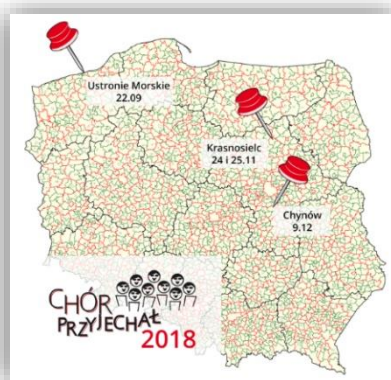 Ustronie Morskie
22.09
Krasnosielc
24 i 25.11
Chynów
9.12
CHÓR
PRZYJECHAŁ
2018